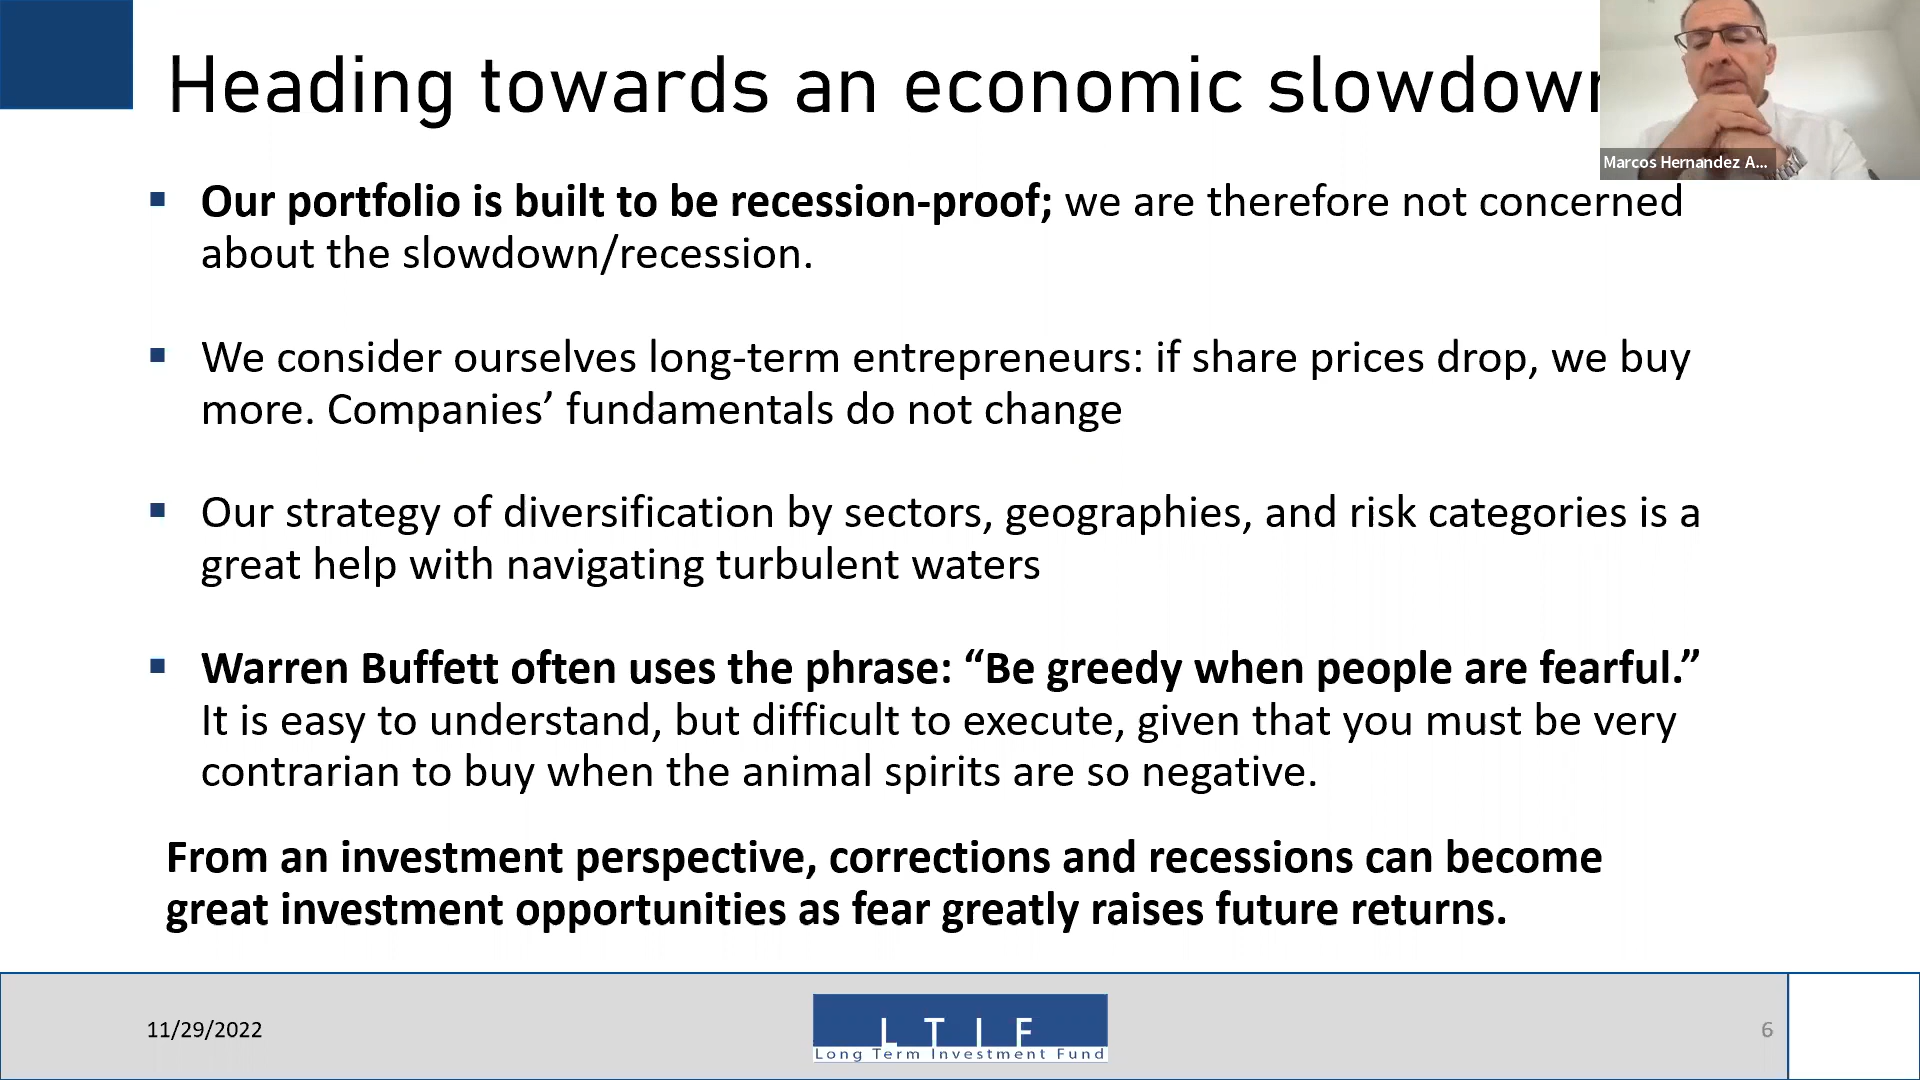 Heading towards an economic slowdown
Marcos Hernandez A...
Our portfolio is built to be recession-proof; we are therefore not concerned
about the slowdown/recession.
We consider ourselves long-term entrepreneurs: if share prices drop, we buy
more. Companies’ fundamentals do not change
Our strategy of diversification by sectors, geographies, and risk categories is a
great help with navigating turbulent waters
Warren Buffett often uses the phrase: “Be greedy when people are fearful.”
It is easy to understand, but difficult to execute, given that you must be very
contrarian to buy when the animal spirits are so negative.
From an investment perspective, corrections and recessions can become
great investment opportunities as fear greatly raises future returns.
11/29/2022
LTIF
Long Term Investment Fund
6